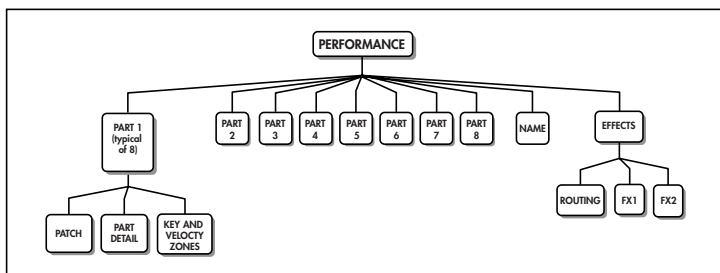 PERFORMANCE
PART 1
(typical
of 8)
PART
2
PART
3
PART
4
PART
5
PART
6
PART
7
PART
8
NAME
EFFECTS
PATCH
PART
DETAIL
KEY AND
VELOCTY
ZONES
ROUTING
FX1
FX2